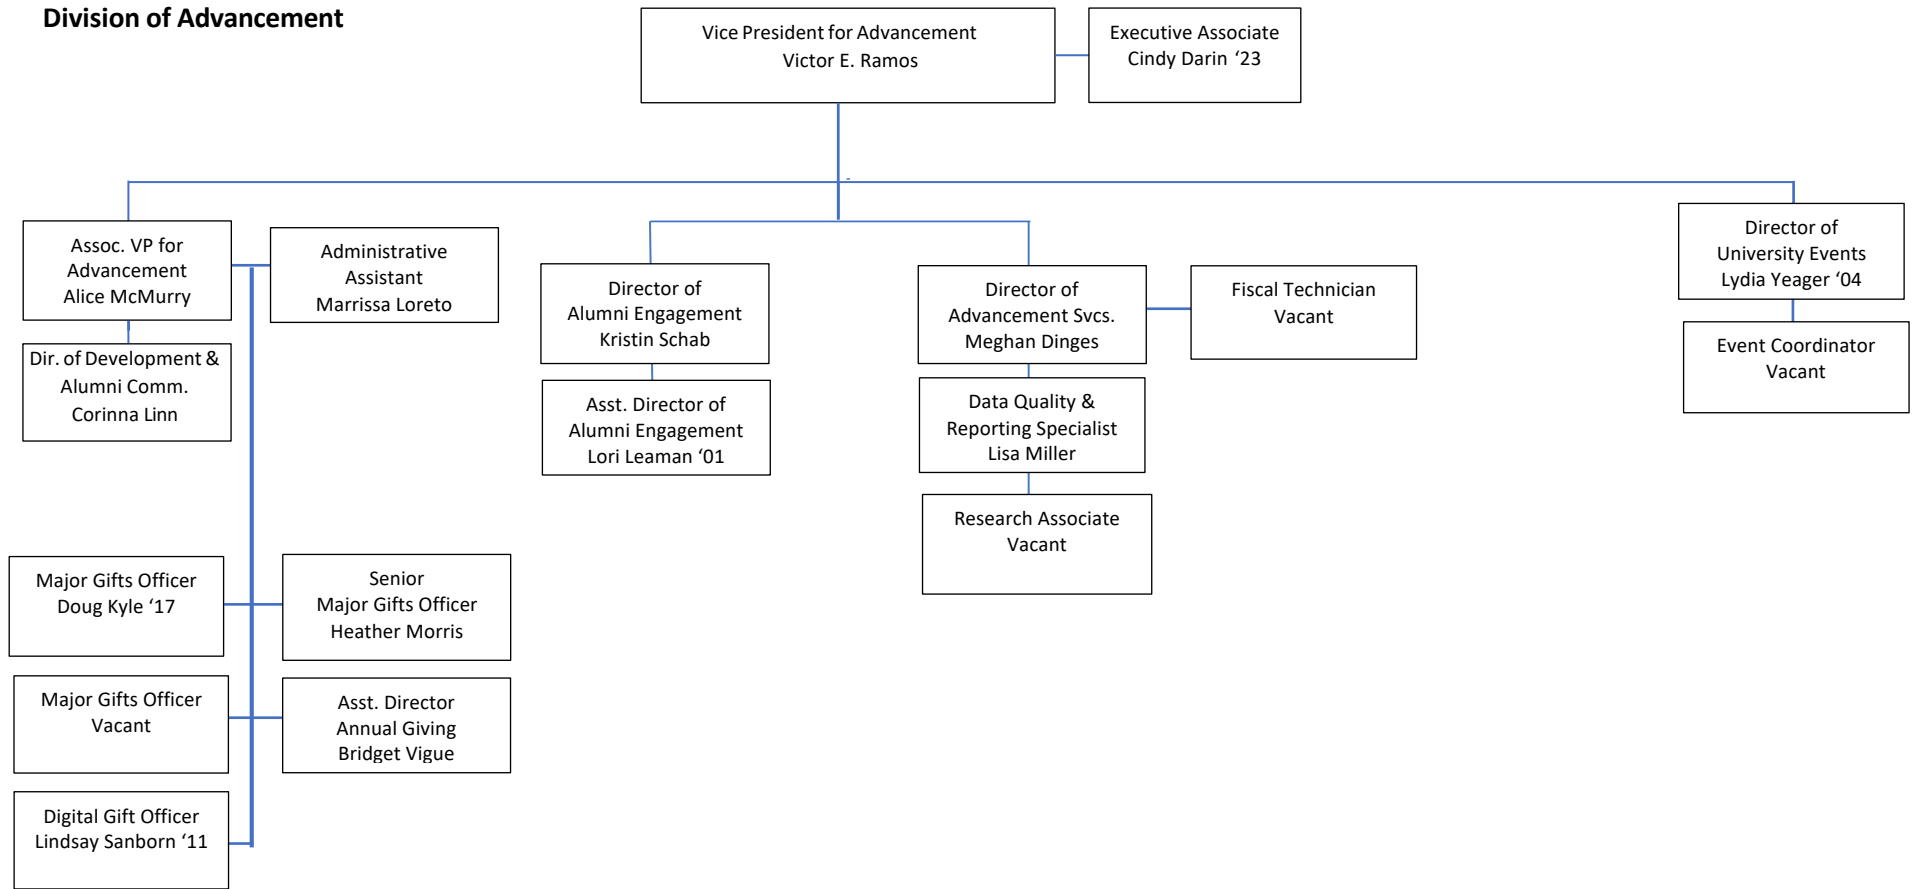 Division of Advancement
Vice President for Advancement
Victor E. Ramos
Executive Associate
Cindy Darin ‘23
Assoc. VP for
Advancement
Alice McMurry
Administrative
Assistant
Marrissa Loreto
Dir. of Development &
Alumni Comm.
Corinna Linn
Major Gifts Officer
Doug Kyle ‘17
Senior
Major Gifts Officer
Heather Morris
Major Gifts Officer
Vacant
Asst. Director
Annual Giving
Bridget Vigue
Digital Gift Officer
Lindsay Sanborn ‘11
Director of
Alumni Engagement
Kristin Schab
Asst. Director of
Alumni Engagement
Lori Leaman ‘01
Director of
Advancement Svcs.
Meghan Dinges
Fiscal Technician
Vacant
Data Quality &
Reporting Specialist
Lisa Miller
Research Associate
Vacant
Director of
University Events
Lydia Yeager ‘04
Event Coordinator
Vacant